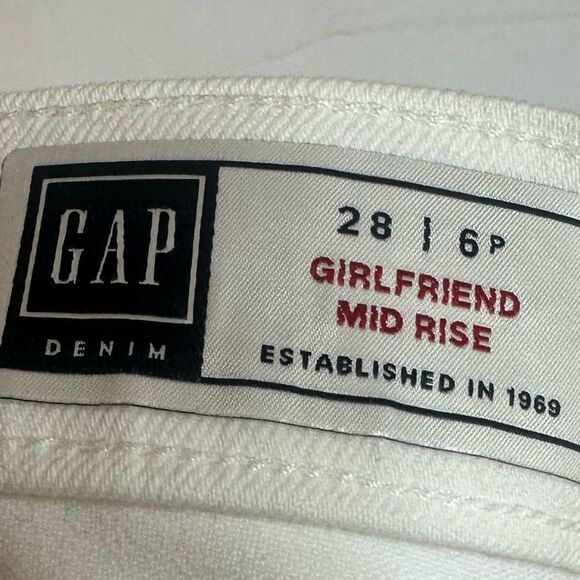 GAP
DENIM
28 | 6P
GIRLFRIEND
MID RISE
ESTABLISHED IN 1969